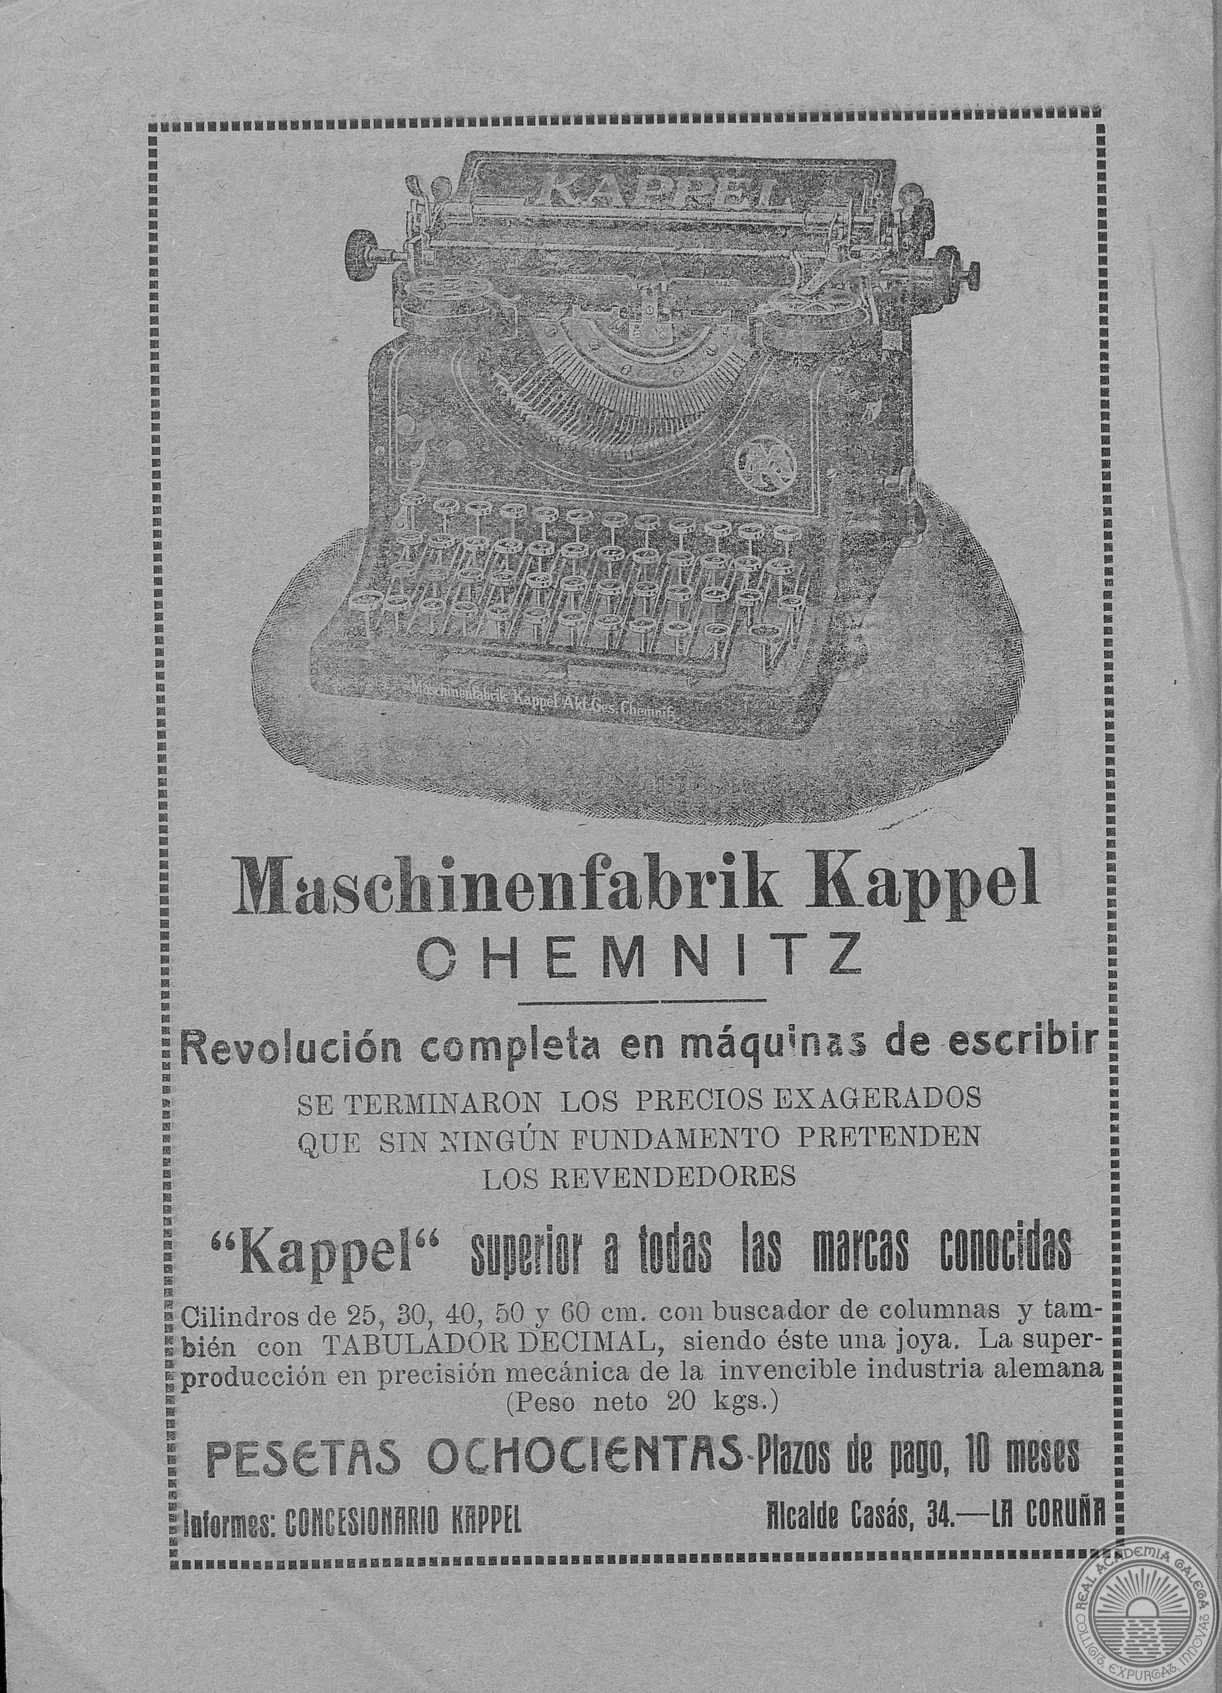 KAPPEL
Maschinenfabrik Kappel Akt.Ges. Chemnitz
Maschinenfabrik Kappel
CHEMNITZ
Revolución completa en máquinas de escribir
SE TERMINARON LOS PRECIOS EXAGERADOS
QUE SIN NINGÚN FUNDAMENTO PRETENDEN
LOS REVENDEDORES
“Kappel“ superior a todas las marcas conocidas
Cilindros de 25, 30, 40, 50 y 60 cm. con buscador de columnas y tam-
bién con TABULADOR DECIMAL, siendo éste una joya. La super-
producción en precisión mecánica de la invencible industria alemana
(Peso neto 20 kgs.)
PESETAS OCHOCIENTAS-Plazos de pago, 10 meses
Informes: CONCESIONARIO KAPPEL Alcalde Casás, 34.—LA CORUÑA
REAL ACADEMIA GALEGA
COLLIGIT, EXPURGAT, INNOVAT